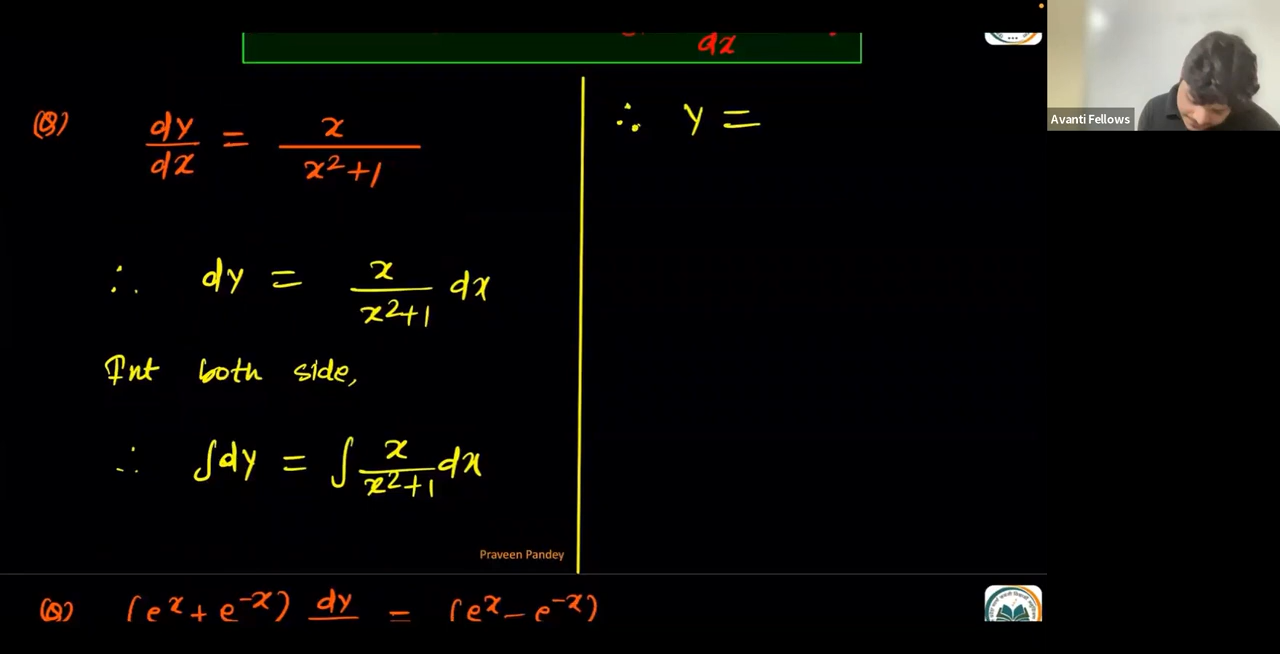 dx
(Q) dy/dx = x/(x²+1)
∴ dy = x/(x²+1) dx
Int both side,
∴ ∫dy = ∫ x/(x²+1) dx
Praveen Pandey
∴ y =
Avanti Fellows
(Q) (eˣ + e⁻ˣ) dy = (eˣ - e⁻ˣ)